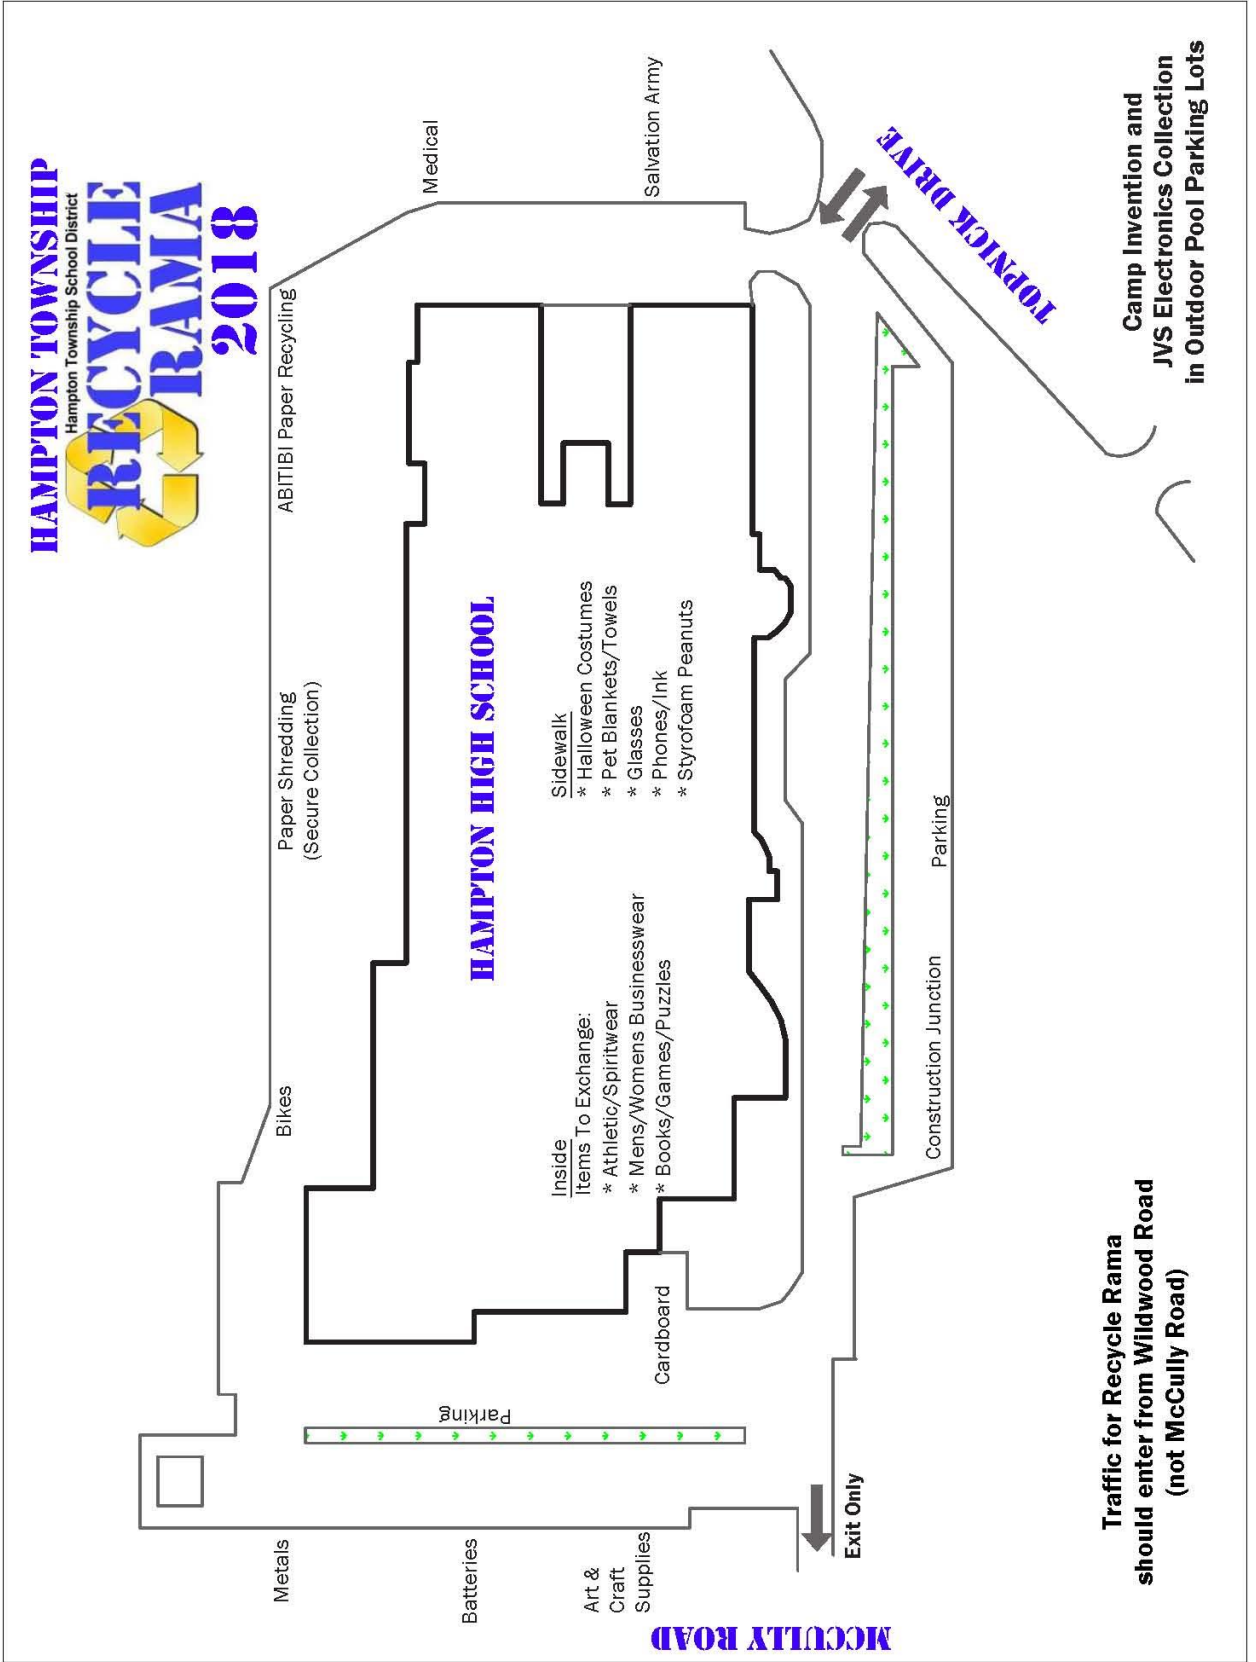 HAMPTON TOWNSHIP
Hampton Township School District
RECYCLE
RAMA
2018
Medical
Salvation Army
ABITIBI Paper Recycling
Paper Shredding
(Secure Collection)
Bikes
HAMPTON HIGH SCHOOL
Inside
Items To Exchange:
* Athletic/Spiritwear
* Mens/Womens Businesswear
* Books/Games/Puzzles
Sidewalk
* Halloween Costumes
* Pet Blankets/Towels
* Glasses
* Phones/Ink
* Styrofoam Peanuts
Cardboard
Parking
Metals
Batteries
Art &
Craft
Supplies
MCCULLY ROAD
Exit Only
Construction Junction
Parking
TOPNICK DRIVE
Traffic for Recycle Rama
should enter from Wildwood Road
(not McCully Road)
Camp Invention and
JVS Electronics Collection
in Outdoor Pool Parking Lots